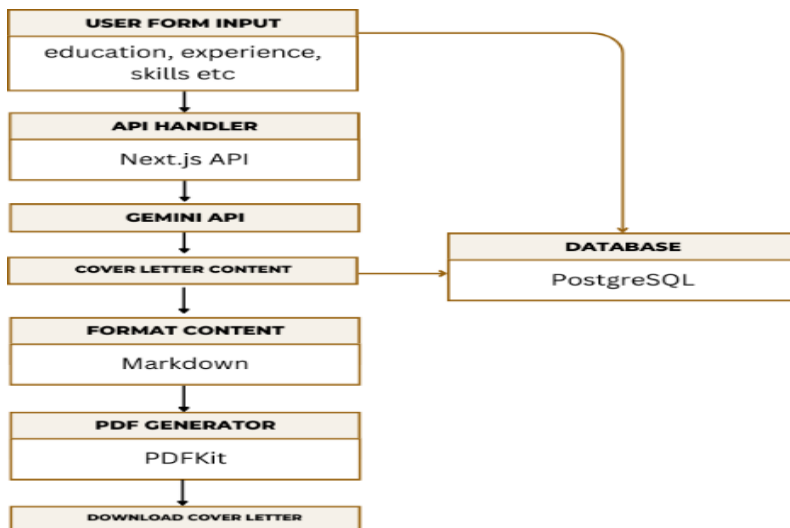 USER FORM INPUT
education, experience,
skills etc
API HANDLER
Next.js API
GEMINI API
COVER LETTER CONTENT
DATABASE
PostgreSQL
FORMAT CONTENT
Markdown
PDF GENERATOR
PDFKit
DOWNLOAD COVER LETTER